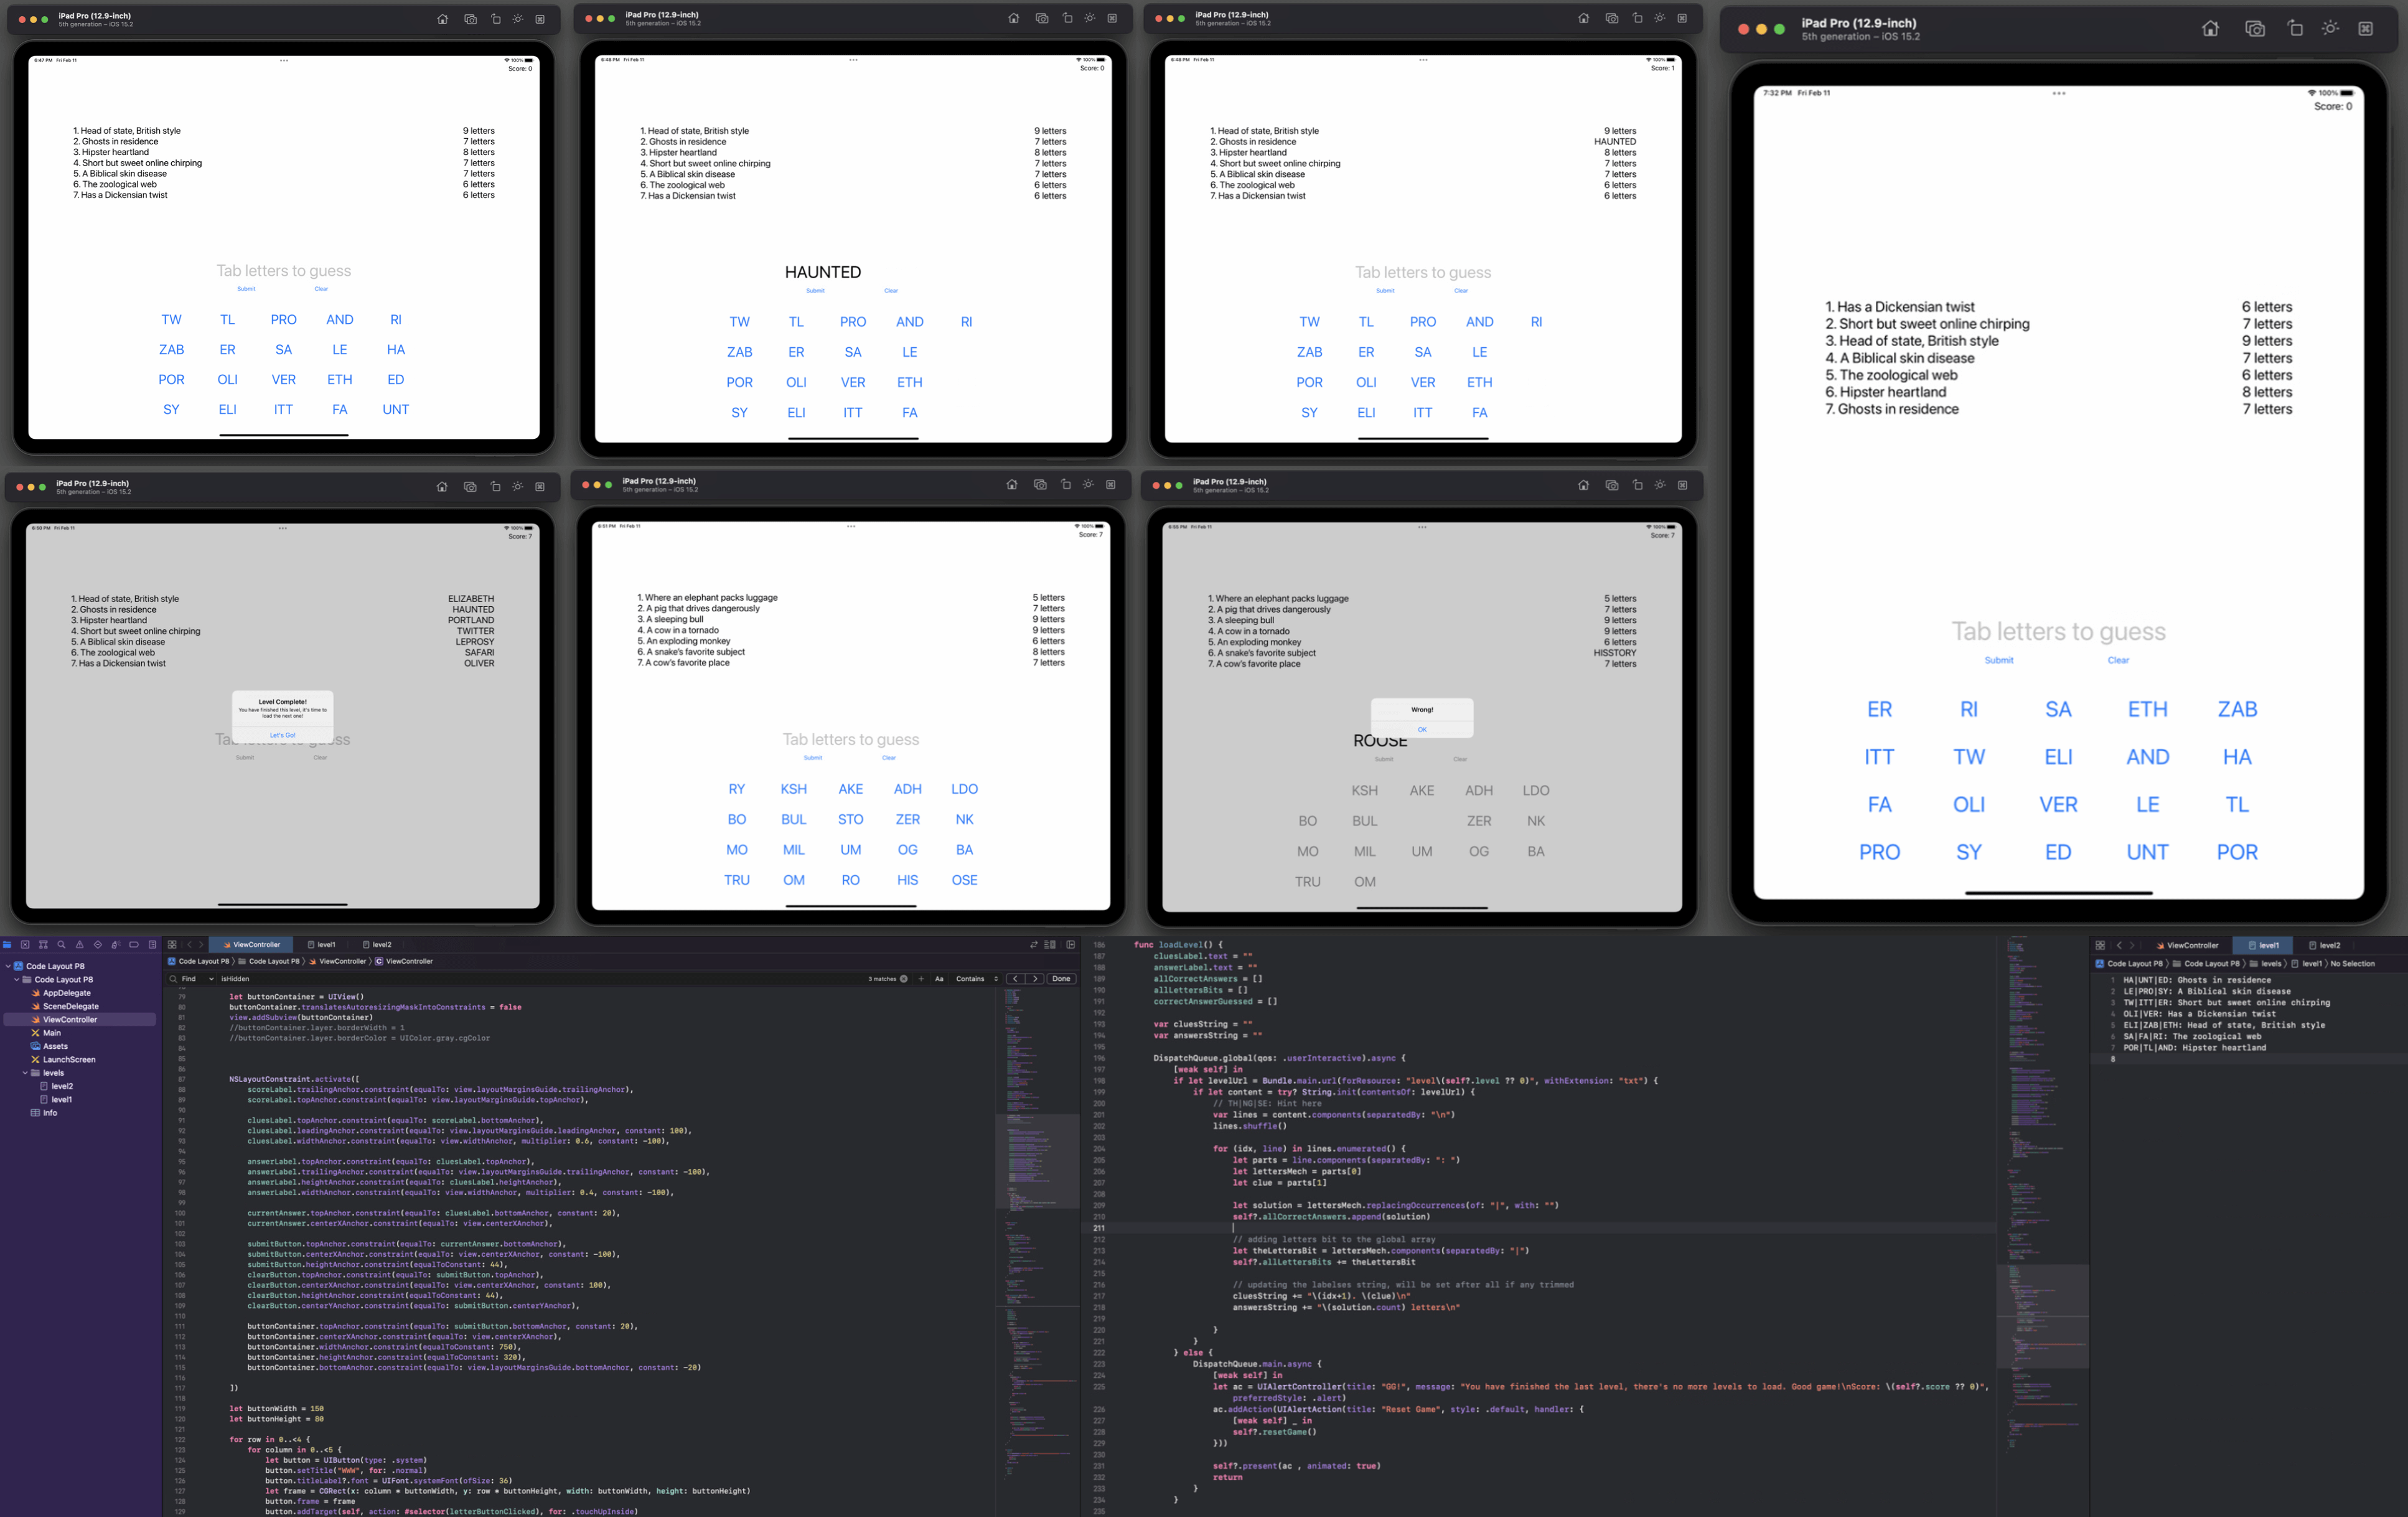 iPad Pro (12.9-inch)
5th generation – iOS 15.2
6:47 PM Fri Feb 11
100%
Score: 0
1. Head of state, British style 9 letters
2. Ghosts in residence 7 letters
3. Hipster heartland 8 letters
4. Short but sweet online chirping 7 letters
5. A Biblical skin disease 7 letters
6. The zoological web 6 letters
7. Has a Dickensian twist 6 letters
Tab letters to guess
Submit Clear
TW TL PRO AND RI
ZAB ER SA LE HA
POR OLI VER ETH ED
SY ELI ITT FA UNT
iPad Pro (12.9-inch)
5th generation – iOS 15.2
6:48 PM Fri Feb 11
100%
Score: 0
1. Head of state, British style 9 letters
2. Ghosts in residence 7 letters
3. Hipster heartland 8 letters
4. Short but sweet online chirping 7 letters
5. A Biblical skin disease 7 letters
6. The zoological web 6 letters
7. Has a Dickensian twist 6 letters
HAUNTED
Submit Clear
TW TL PRO AND RI
ZAB ER SA LE
POR OLI VER ETH
SY ELI ITT FA
iPad Pro (12.9-inch)
5th generation – iOS 15.2
6:48 PM Fri Feb 11
100%
Score: 1
1. Head of state, British style 9 letters
2. Ghosts in residence HAUNTED
3. Hipster heartland 8 letters
4. Short but sweet online chirping 7 letters
5. A Biblical skin disease 7 letters
6. The zoological web 6 letters
7. Has a Dickensian twist 6 letters
Tab letters to guess
Submit Clear
TW TL PRO AND RI
ZAB ER SA LE
POR OLI VER ETH
SY ELI ITT FA
iPad Pro (12.9-inch)
5th generation – iOS 15.2
7:32 PM Fri Feb 11
100%
Score: 0
1. Has a Dickensian twist 6 letters
2. Short but sweet online chirping 7 letters
3. Head of state, British style 9 letters
4. A Biblical skin disease 7 letters
5. The zoological web 6 letters
6. Hipster heartland 8 letters
7. Ghosts in residence 7 letters
Tab letters to guess
Submit Clear
ER RI SA ETH ZAB
ITT TW ELI AND HA
FA OLI VER LE TL
PRO SY ED UNT POR
iPad Pro (12.9-inch)
5th generation – iOS 15.2
6:50 PM Fri Feb 11
100%
Score: 7
1. Head of state, British style ELIZABETH
2. Ghosts in residence HAUNTED
3. Hipster heartland PORTLAND
4. Short but sweet online chirping TWITTER
5. A Biblical skin disease LEPROSY
6. The zoological web SAFARI
7. Has a Dickensian twist OLIVER
Level Complete!
You have finished this level, it's time to
load the next one!
Let's Go!
Tab letters to guess
Submit Clear
iPad Pro (12.9-inch)
5th generation – iOS 15.2
6:51 PM Fri Feb 11
100%
Score: 7
1. Where an elephant packs luggage 5 letters
2. A pig that drives dangerously 7 letters
3. A sleeping bull 9 letters
4. A cow in a tornado 9 letters
5. An exploding monkey 6 letters
6. A snake's favorite subject 8 letters
7. A cow's favorite place 7 letters
Tab letters to guess
Submit Clear
RY KSH AKE ADH LDO
BO BUL STO ZER NK
MO MIL UM OG BA
TRU OM RO HIS OSE
iPad Pro (12.9-inch)
5th generation – iOS 15.2
6:55 PM Fri Feb 11
100%
Score: 7
1. Where an elephant packs luggage 5 letters
2. A pig that drives dangerously 7 letters
3. A sleeping bull 9 letters
4. A cow in a tornado 9 letters
5. An exploding monkey 6 letters
6. A snake's favorite subject HISSTORY
7. A cow's favorite place 7 letters
Wrong!
OK
ROOSE
Submit Clear
KSH AKE ADH LDO
BO BUL ZER NK
MO MIL UM OG BA
TRU OM
Code Layout P8
Code Layout P8
AppDelegate
SceneDelegate
ViewController
Main
Assets
LaunchScreen
levels
level2
level1
Info
ViewController level1 level2
Code Layout P8 Code Layout P8 ViewController ViewController
Find isHidden 3 matches Aa Contains Done
79 let buttonContainer = UIView()
80 buttonContainer.translatesAutoresizingMaskIntoConstraints = false
81 view.addSubview(buttonContainer)
82 //buttonContainer.layer.borderWidth = 1
83 //buttonContainer.layer.borderColor = UIColor.gray.cgColor
84
85
86
87 NSLayoutConstraint.activate([
88 scoreLabel.trailingAnchor.constraint(equalTo: view.layoutMarginsGuide.trailingAnchor),
89 scoreLabel.topAnchor.constraint(equalTo: view.layoutMarginsGuide.topAnchor),
90
91 cluesLabel.topAnchor.constraint(equalTo: scoreLabel.bottomAnchor),
92 cluesLabel.leadingAnchor.constraint(equalTo: view.layoutMarginsGuide.leadingAnchor, constant: 100),
93 cluesLabel.widthAnchor.constraint(equalTo: view.widthAnchor, multiplier: 0.6, constant: -100),
94
95 answerLabel.topAnchor.constraint(equalTo: cluesLabel.topAnchor),
96 answerLabel.trailingAnchor.constraint(equalTo: view.layoutMarginsGuide.trailingAnchor, constant: -100),
97 answerLabel.heightAnchor.constraint(equalTo: cluesLabel.heightAnchor),
98 answerLabel.widthAnchor.constraint(equalTo: view.widthAnchor, multiplier: 0.4, constant: -100),
99
100 currentAnswer.topAnchor.constraint(equalTo: cluesLabel.bottomAnchor, constant: 20),
101 currentAnswer.centerXAnchor.constraint(equalTo: view.centerXAnchor),
102
103 submitButton.topAnchor.constraint(equalTo: currentAnswer.bottomAnchor),
104 submitButton.centerXAnchor.constraint(equalTo: view.centerXAnchor, constant: -100),
105 submitButton.heightAnchor.constraint(equalToConstant: 44),
106 clearButton.topAnchor.constraint(equalTo: submitButton.topAnchor),
107 clearButton.centerXAnchor.constraint(equalTo: view.centerXAnchor, constant: 100),
108 clearButton.heightAnchor.constraint(equalToConstant: 44),
109 clearButton.centerYAnchor.constraint(equalTo: submitButton.centerYAnchor),
110
111 buttonContainer.topAnchor.constraint(equalTo: submitButton.bottomAnchor, constant: 20),
112 buttonContainer.centerXAnchor.constraint(equalTo: view.centerXAnchor),
113 buttonContainer.widthAnchor.constraint(equalToConstant: 750),
114 buttonContainer.heightAnchor.constraint(equalToConstant: 320),
115 buttonContainer.bottomAnchor.constraint(equalTo: view.layoutMarginsGuide.bottomAnchor, constant: -20)
116
117 ])
118
119 let buttonWidth = 150
120 let buttonHeight = 80
121
122 for row in 0..<4 {
123 for column in 0..<5 {
124 let button = UIButton(type: .system)
125 button.setTitle("WWW", for: .normal)
126 button.titleLabel?.font = UIFont.systemFont(ofSize: 36)
127 let frame = CGRect(x: column * buttonWidth, y: row * buttonHeight, width: buttonWidth, height: buttonHeight)
128 button.frame = frame
129 button.addTarget(self, action: #selector(letterButtonClicked), for: .touchUpInside)
186 func loadLevel() {
187 cluesLabel.text = ""
188 answerLabel.text = ""
189 allCorrectAnswers = []
190 allLettersBits = []
191 correctAnswerGuessed = []
192
193 var cluesString = ""
194 var answersString = ""
195
196 DispatchQueue.global(qos: .userInteractive).async {
197 [weak self] in
198 if let levelUrl = Bundle.main.url(forResource: "level\(self?.level ?? 0)", withExtension: "txt") {
199 if let content = try? String.init(contentsOf: levelUrl) {
200 // TH|NG|SE: Hint here
201 var lines = content.components(separatedBy: "\n")
202 lines.shuffle()
203
204 for (idx, line) in lines.enumerated() {
205 let parts = line.components(separatedBy: ": ")
206 let lettersMech = parts[0]
207 let clue = parts[1]
208
209 let solution = lettersMech.replacingOccurrences(of: "|", with: "")
210 self?.allCorrectAnswers.append(solution)
211
212 // adding letters bit to the global array
213 let theLettersBit = lettersMech.components(separatedBy: "|")
214 self?.allLettersBits += theLettersBit
215
216 // updating the labelses string, will be set after all if any trimmed
217 cluesString += "\(idx+1). \(clue)\n"
218 answersString += "\(solution.count) letters\n"
219
220 }
221 }
222 } else {
223 DispatchQueue.main.async {
224 [weak self] in
225 let ac = UIAlertController(title: "GG!", message: "You have finished the last level, there's no more levels to load. Good game!\nScore: \(self?.score ?? 0)",
preferredStyle: .alert)
226 ac.addAction(UIAlertAction(title: "Reset Game", style: .default, handler: {
227 [weak self] _ in
228 self?.resetGame()
229 }))
230
231 self?.present(ac , animated: true)
232 return
233 }
234 }
235
ViewController level1 level2
Code Layout P8 Code Layout P8 levels level1 No Selection
1 HA|UNT|ED: Ghosts in residence
2 LE|PRO|SY: A Biblical skin disease
3 TW|ITT|ER: Short but sweet online chirping
4 OLI|VER: Has a Dickensian twist
5 ELI|ZAB|ETH: Head of state, British style
6 SA|FA|RI: The zoological web
7 POR|TL|AND: Hipster heartland
8